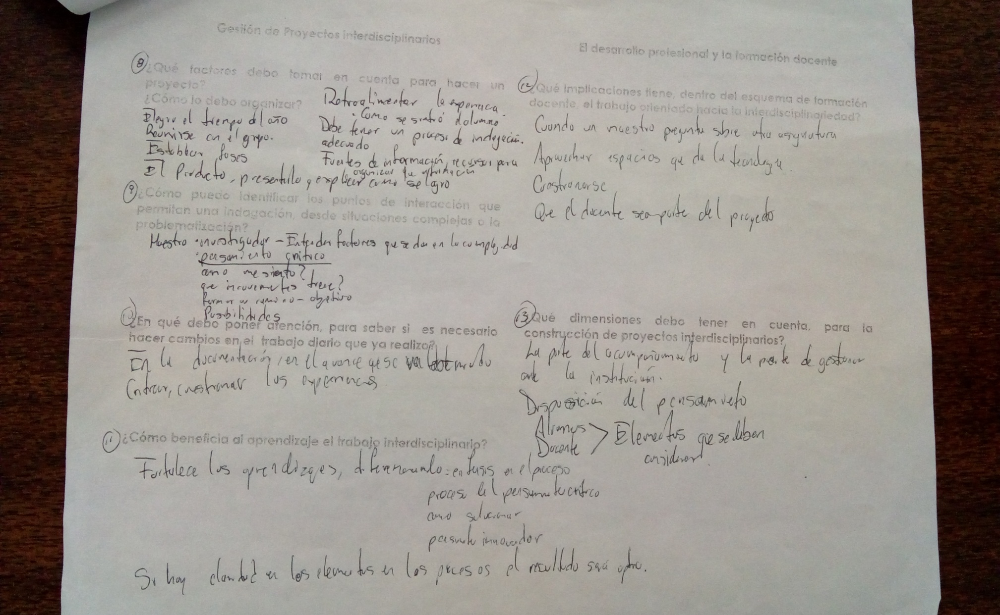 Gestión de Proyectos interdisciplinarios
8 ¿Qué factores debo tomar en cuenta para hacer un
proyecto?
¿Cómo lo debo organizar?
Elegir el tiempo del año
Reunirse con el grupo.
Establecer fases
El Producto, presentarlo y explicar como se logro
Retroalimentar la experiencia
· Como se sintió el alumno
Debe tener un proceso de indagación.
adecuado
Fuentes de información, recursos para
organizar la información
9 ¿Cómo puedo identificar los puntos de interacción que
permitan una indagación, desde situaciones complejas o la
problematización?
Maestro · investigador - Entender factores que se dan en la complejidad
· pensamiento critico
como me siento?
que inconvenientes tiene?
camino - objetivo
Posibilidades
10 ¿En qué debo poner atención, para saber si es necesario
hacer cambios en el trabajo diario que ya realizo?
En la documentación, en el avance que se va
cuestionar las experiencias
11 ¿Cómo beneficia al aprendizaje el trabajo interdisciplinario?
Fortalece los aprendizajes, enfasis en el proceso
proceso del pensamiento critico
como solucionar
innovador
Si hay claridad en los elementos en los procesos el resultado será
El desarrollo profesional y la formación docente
12 ¿Qué implicaciones tiene, dentro del esquema de formación
docente, el trabajo orientado hacia la interdisciplinariedad?
Cuando un maestro pregunta sobre otra asignatura
Aprovechar espacios que da la tecnología.
Cuestionarse
Que el docente sea parte del proyecto
13 ¿Qué dimensiones debo tener en cuenta, para la
construcción de proyectos interdisciplinarios?
La parte del acompañamiento y la parte de gestionar
ante la institución.
Disposición del pensamiento
Alumnos
Docente > Elementos que se deben
considerar.